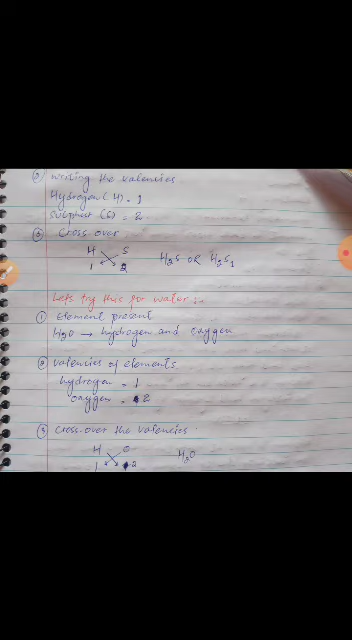 ② Writing the valencies
Hydrogen (H) = 1
Sulphur (S) = 2
③ Cross over
H S
1 2
H₂S OR H₂S₁
Lets try this for water :-
① Element present
H₂O → hydrogen and oxygen
② Valencies of elements
hydrogen = 1
oxygen = 2
③ Cross-over the valencies.
H O
1 2
H₂O